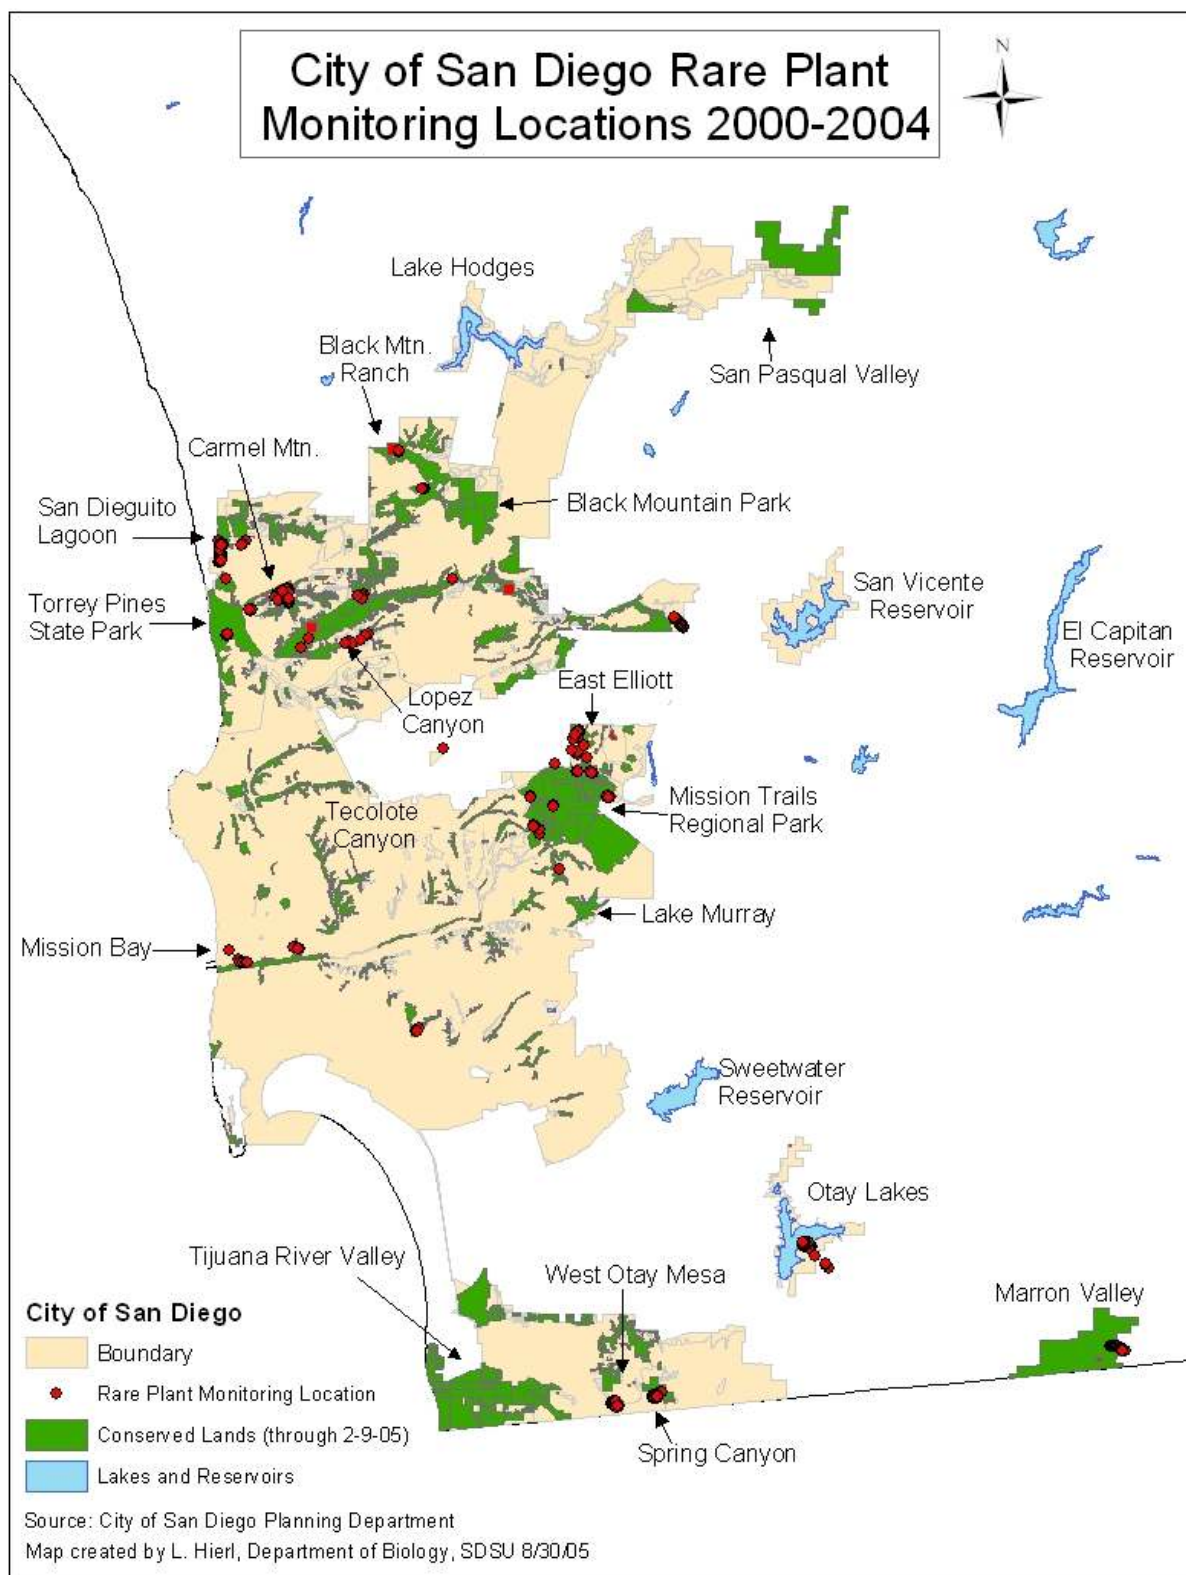 City of San Diego Rare Plant
Monitoring Locations 2000-2004
N
Lake Hodges
Black Mtn.
Ranch
San Pasqual Valley
Carmel Mtn.
Black Mountain Park
San Dieguito
Lagoon
San Vicente
Reservoir
Torrey Pines
State Park
El Capitan
Reservoir
East Elliott
Lopez
Canyon
Mission Trails
Regional Park
Tecolote
Canyon
Lake Murray
Mission Bay
Sweetwater
Reservoir
Otay Lakes
Tijuana River Valley
West Otay Mesa
Marron Valley
Spring Canyon
City of San Diego
Boundary
Rare Plant Monitoring Location
Conserved Lands (through 2-9-05)
Lakes and Reservoirs
Source: City of San Diego Planning Department
Map created by L. Hierl, Department of Biology, SDSU 8/30/05